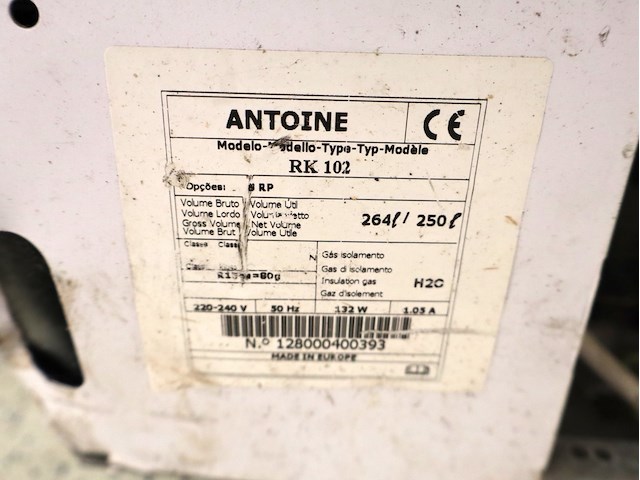 ANTOINE CE
Modelo- -Type-Typ-Modèle
RK 102
Opções: RP
Volume Bruto Volume Útil
Volume Lordo
Gross Volume Net Volume
Volume Brut Volume Utile
264ℓ / 250ℓ
Classe
N
Gás isolamento
Gas di isolamento
Insulation gas
Gaz d'isolement
H2O
220-240 V 50 Hz 132 W 1.05 A
N.º 128000400393
MADE IN EUROPE